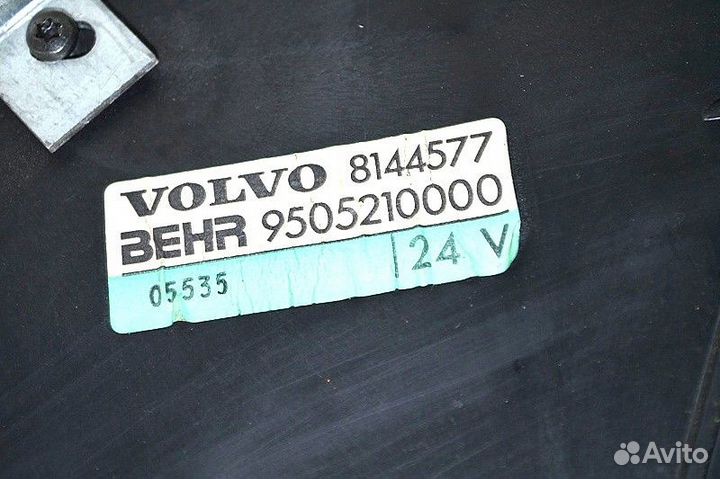 VOLVO 8144577
BEHR 9505210000
05535 24 V
Avito